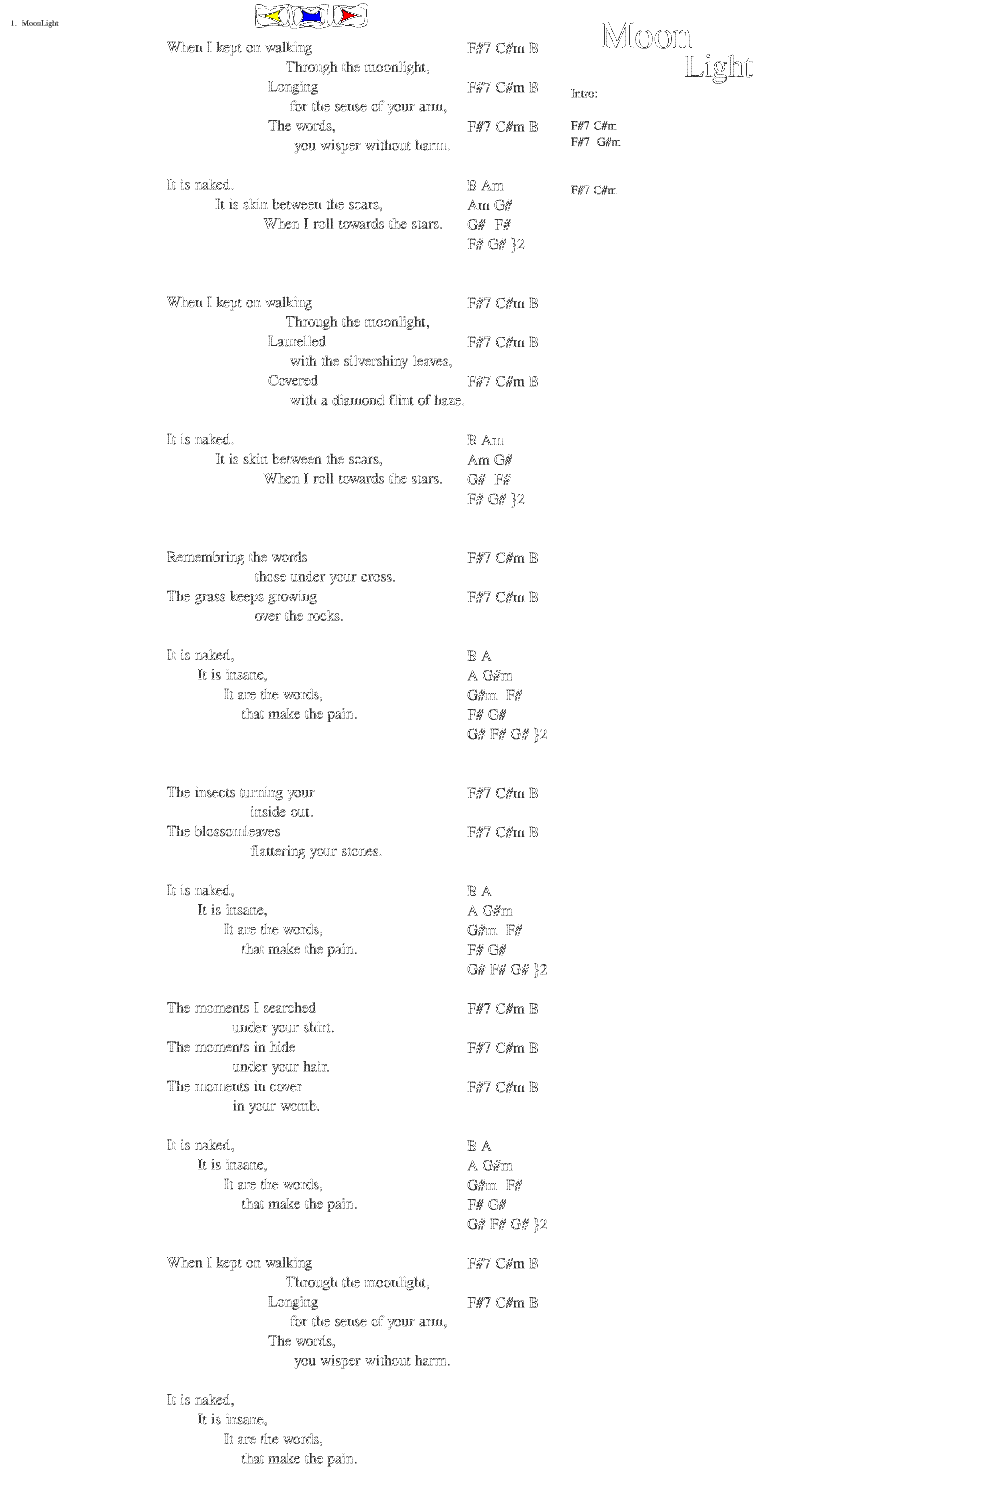 1. MoonLight
Moon
Light
Intro:
F#7 C#m
F#7 G#m
F#7 C#m
When I kept on walking F#7 C#m B
Through the moonlight,
Longing F#7 C#m B
for the sense of your arm,
The words, F#7 C#m B
you wisper without harm.
It is naked. B Am
It is skin between the scars, Am G#
When I roll towards the stars. G# F#
F# G# }2
When I kept on walking F#7 C#m B
Through the moonlight,
Laurelled F#7 C#m B
with the silvershiny leaves,
Covered F#7 C#m B
with a diamond flint of haze.
It is naked. B Am
It is skin between the scars, Am G#
When I roll towards the stars. G# F#
F# G# }2
Remembring the words F#7 C#m B
those under your cross.
The grass keeps growing F#7 C#m B
over the rocks.
It is naked, B A
It is insane, A G#m
It are the words, G#m F#
that make the pain. F# G#
G# F# G# }2
The insects turning your F#7 C#m B
inside out.
The blossomleaves F#7 C#m B
flattering your stones.
It is naked, B A
It is insane, A G#m
It are the words, G#m F#
that make the pain. F# G#
G# F# G# }2
The moments I searched F#7 C#m B
under your shirt.
The moments in hide F#7 C#m B
under your hair.
The moments in cover F#7 C#m B
in your womb.
It is naked, B A
It is insane, A G#m
It are the words, G#m F#
that make the pain. F# G#
G# F# G# }2
When I kept on walking F#7 C#m B
Through the moonlight,
Longing F#7 C#m B
for the sense of your arm,
The words,
you wisper without harm.
It is naked,
It is insane,
It are the words,
that make the pain.